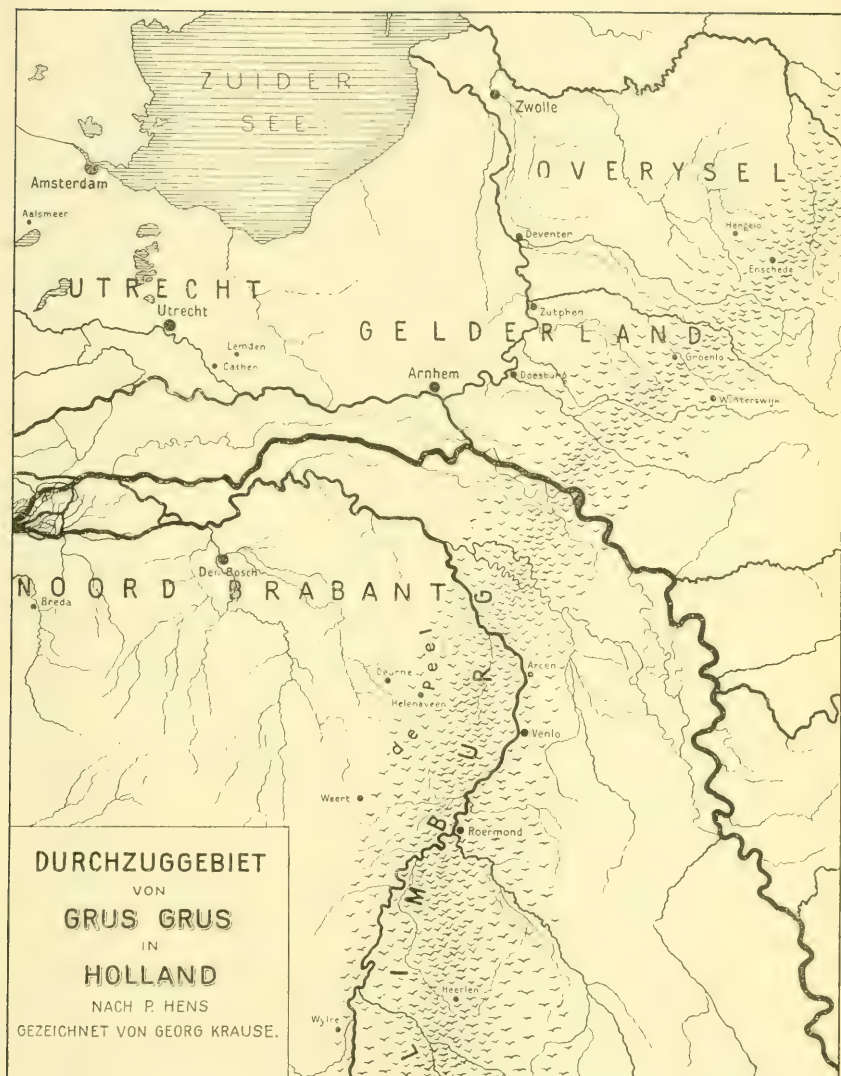 ZUIDER
SEE
Zwolle
OVERYSEL
Amsterdam
Aalsmeer
Deventer
Hengelo
Enschede
UTRECHT
Utrecht
Zutphen
GELDERLAND
Lemden
Cathen
Groenlo
Arnhem
Doesburg
Winterswijk
Den Bosch
NOORD BRABANT
Breda
de Peel
Deurne
Helenaveen
Arcen
Venlo
Weert
Roermond
LIMBURG
Heerlen
Wylre
DURCHZUGGEBIET
VON
GRUS GRUS
IN
HOLLAND
NACH P. HENS
GEZEICHNET VON GEORG KRAUSE.